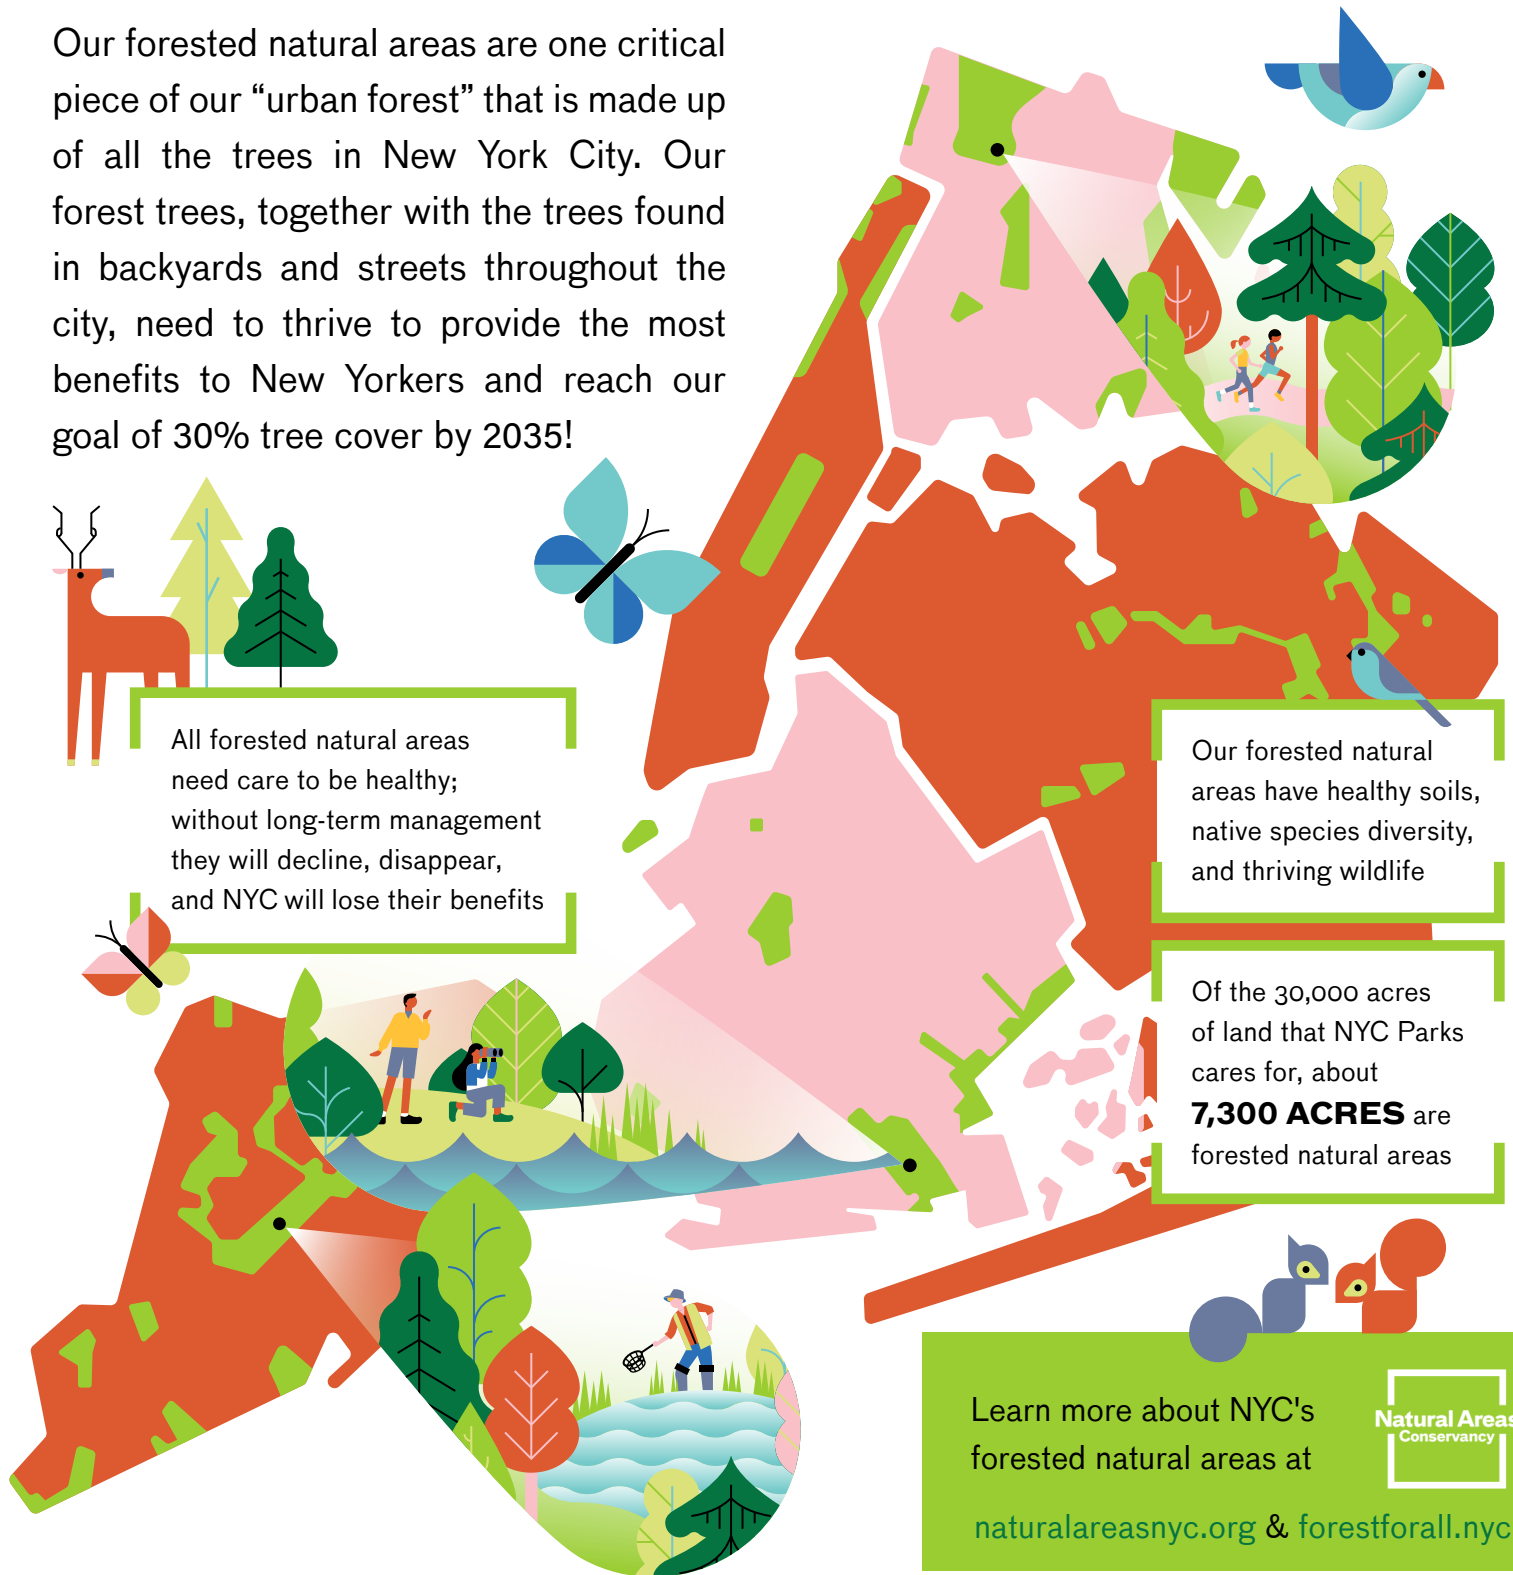 Our forested natural areas are one critical
piece of our “urban forest” that is made up
of all the trees in New York City. Our
forest trees, together with the trees found
in backyards and streets throughout the
city, need to thrive to provide the most
benefits to New Yorkers and reach our
goal of 30% tree cover by 2035!
All forested natural areas
need care to be healthy;
without long-term management
they will decline, disappear,
and NYC will lose their benefits
Our forested natural
areas have healthy soils,
native species diversity,
and thriving wildlife
Of the 30,000 acres
of land that NYC Parks
cares for, about
7,300 ACRES are
forested natural areas
Learn more about NYC's
forested natural areas at
naturalareasnyc.org & forestforall.nyc
Natural Areas
Conservancy